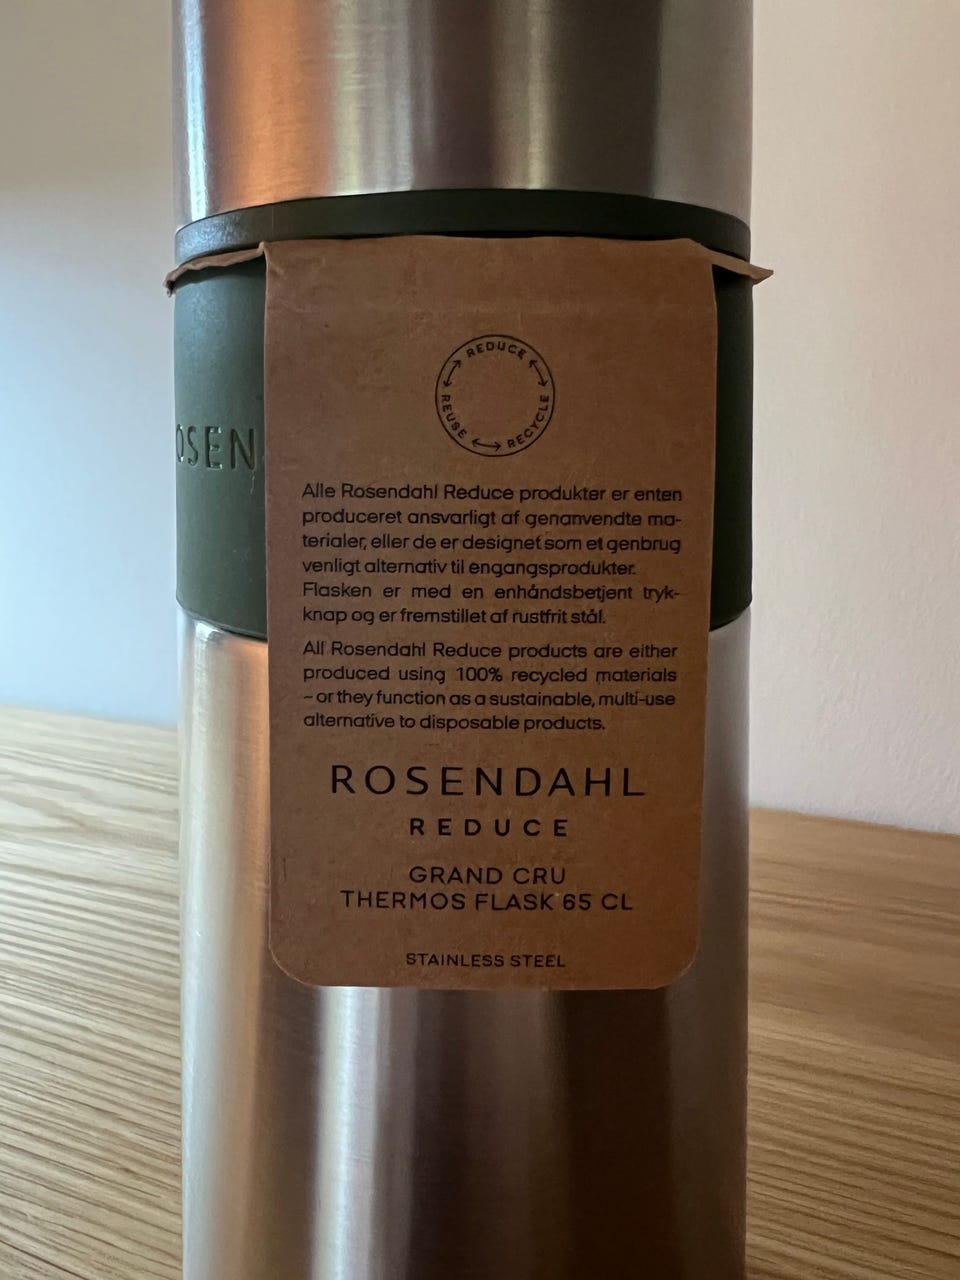 REDUCE
REUSE
RECYCLE
OSEN
Alle Rosendahl Reduce produkter er enten
produceret ansvarligt af genanvendte ma-
terialer, eller de er designet som et genbrug
venligt alternativ til engangsprodukter.
Flasken er med en enhåndsbetjent tryk-
knap og er fremstillet af rustfrit stål.
All Rosendahl Reduce products are either
produced using 100% recycled materials
– or they function as a sustainable, multi-use
alternative to disposable products.
ROSENDAHL
REDUCE
GRAND CRU
THERMOS FLASK 65 CL
STAINLESS STEEL